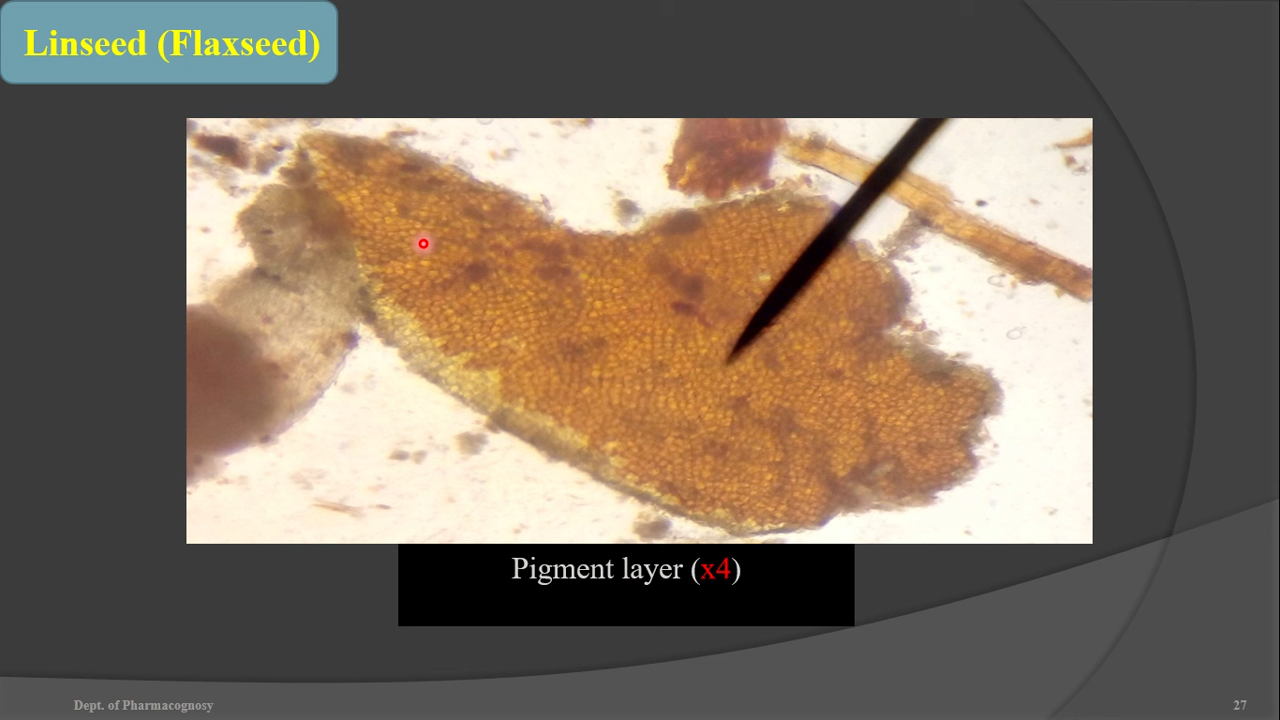 Linseed (Flaxseed)
Pigment layer (x4)
Dept. of Pharmacognosy
27